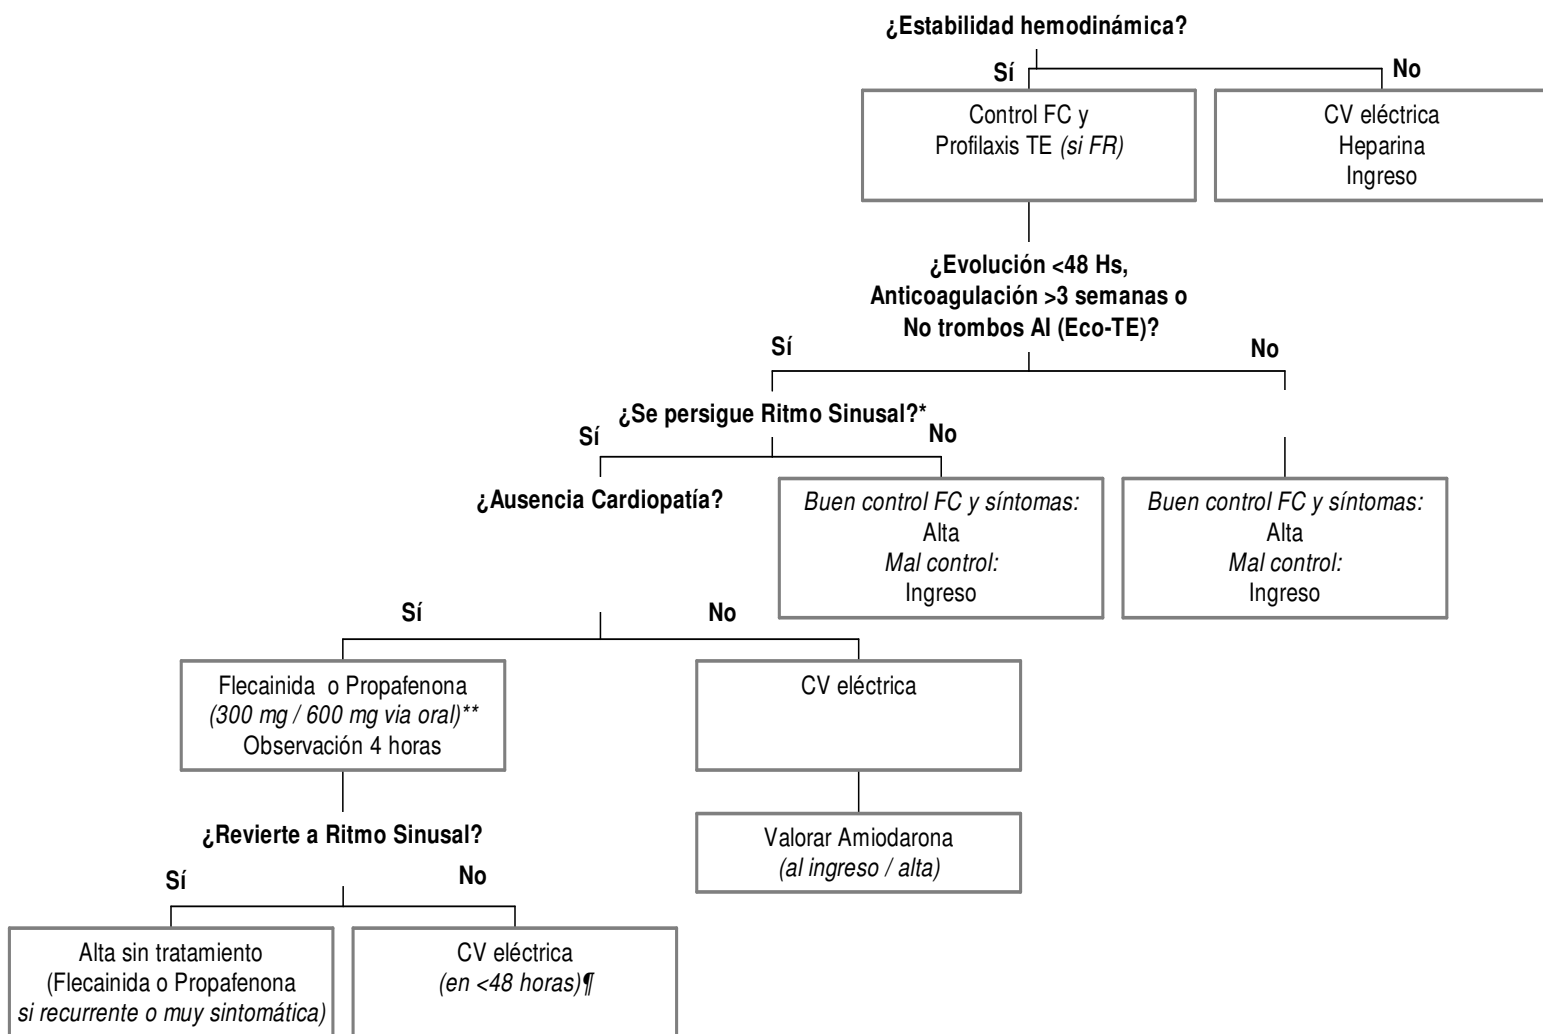 ¿Estabilidad hemodinámica?
Sí
No
Control FC y
Profilaxis TE (si FR)
CV eléctrica
Heparina
Ingreso
¿Evolución <48 Hs,
Anticoagulación >3 semanas o
No trombos AI (Eco-TE)?
Sí
No
¿Se persigue Ritmo Sinusal?*
Sí
No
¿Ausencia Cardiopatía?
Buen control FC y síntomas:
Alta
Mal control:
Ingreso
Buen control FC y síntomas:
Alta
Mal control:
Ingreso
Sí
No
Flecainida o Propafenona
(300 mg / 600 mg via oral)**
Observación 4 horas
CV eléctrica
¿Revierte a Ritmo Sinusal?
Valorar Amiodarona
(al ingreso / alta)
Sí
No
Alta sin tratamiento
(Flecainida o Propafenona
si recurrente o muy sintomática)
CV eléctrica
(en <48 horas)¶